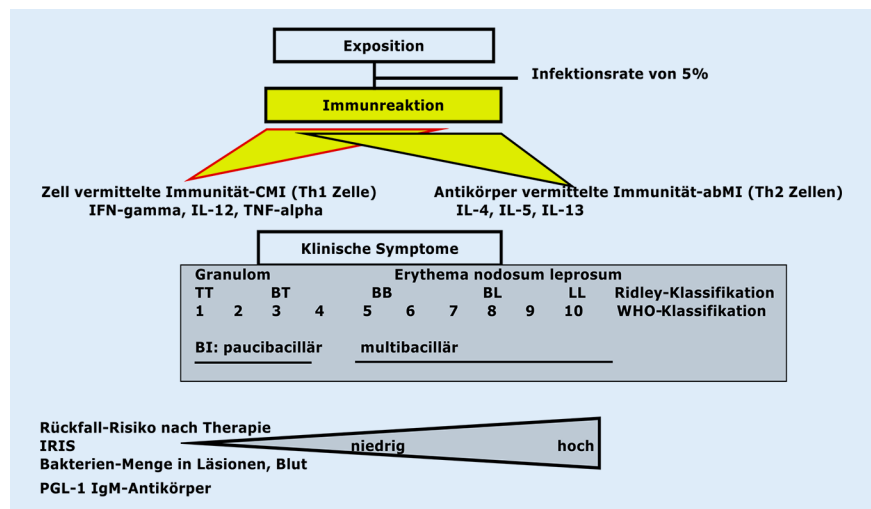 Exposition
Infektionsrate von 5%
Immunreaktion
Zell vermittelte Immunität-CMI (Th1 Zelle)
IFN-gamma, IL-12, TNF-alpha
Antikörper vermittelte Immunität-abMI (Th2 Zellen)
IL-4, IL-5, IL-13
Klinische Symptome
Granulom Erythema nodosum leprosum
TT BT BB BL LL Ridley-Klassifikation
1 2 3 4 5 6 7 8 9 10 WHO-Klassifikation
BI: paucibacillär multibacillär
Rückfall-Risiko nach Therapie
IRIS niedrig hoch
Bakterien-Menge in Läsionen, Blut
PGL-1 IgM-Antikörper